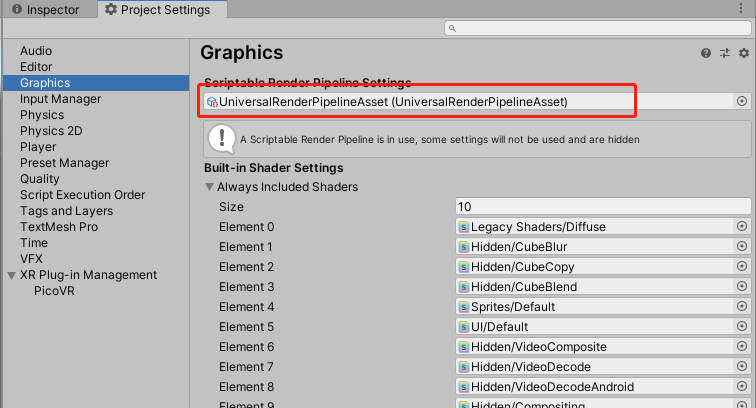 Inspector Project Settings
Audio
Editor
Graphics
Input Manager
Physics
Physics 2D
Player
Preset Manager
Quality
Script Execution Order
Tags and Layers
TextMesh Pro
Time
VFX
XR Plug-in Management
PicoVR
Graphics
Scriptable Render Pipeline Settings
UniversalRenderPipelineAsset (UniversalRenderPipelineAsset)
A Scriptable Render Pipeline is in use, some settings will not be used and are hidden
Built-in Shader Settings
Always Included Shaders
Size 10
Element 0 Legacy Shaders/Diffuse
Element 1 Hidden/CubeBlur
Element 2 Hidden/CubeCopy
Element 3 Hidden/CubeBlend
Element 4 Sprites/Default
Element 5 UI/Default
Element 6 Hidden/VideoComposite
Element 7 Hidden/VideoDecode
Element 8 Hidden/VideoDecodeAndroid
Element 9 Hidden/Compositing